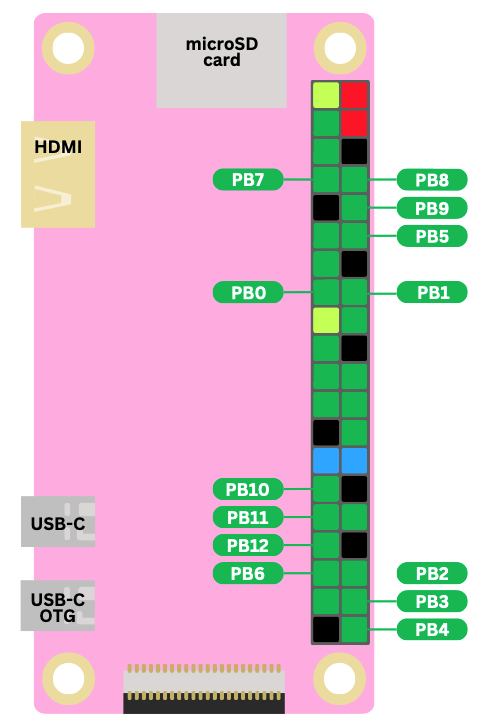 microSD
card
HDMI
PB7
PB8
PB9
PB5
PB0
PB1
PB10
PB11
PB12
PB6
PB2
PB3
PB4
USB-C
USB-C
OTG